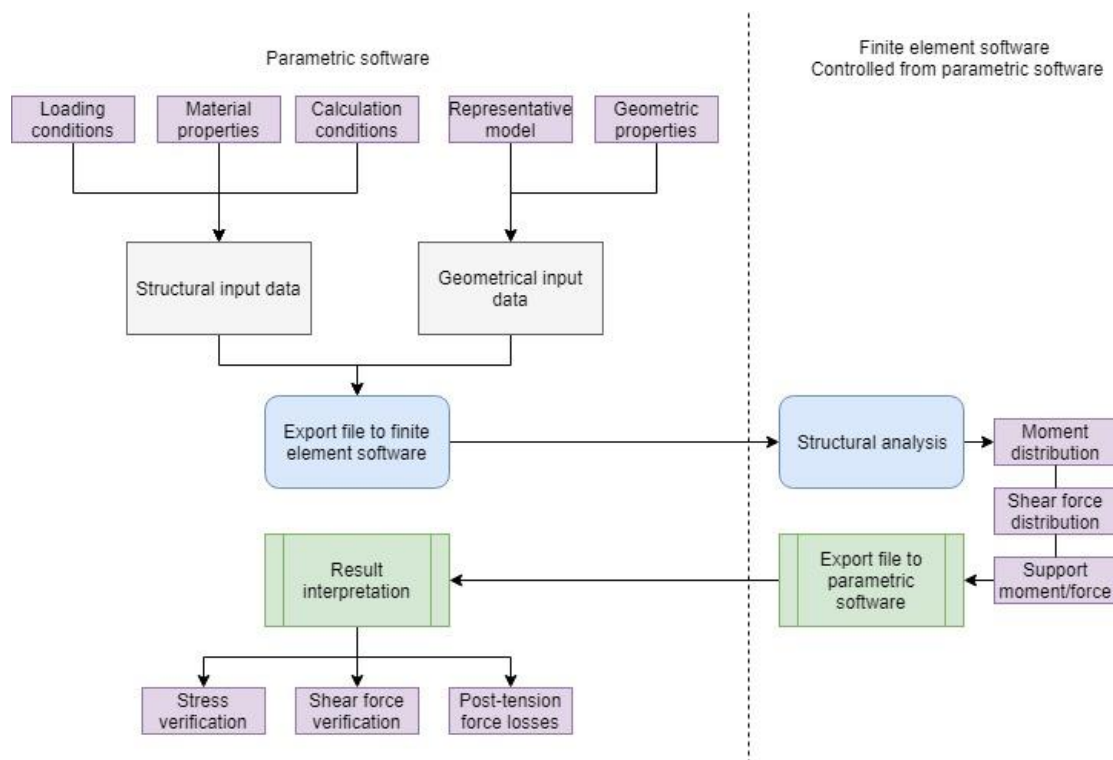 Parametric software
Finite element software
Controlled from parametric software
Loading
conditions
Material
properties
Calculation
conditions
Representative
model
Geometric
properties
Structural input data
Geometrical input
data
Export file to finite
element software
Structural analysis
Moment
distribution
Shear force
distribution
Support
moment/force
Export file to
parametric
software
Result
interpretation
Stress
verification
Shear force
verification
Post-tension
force losses